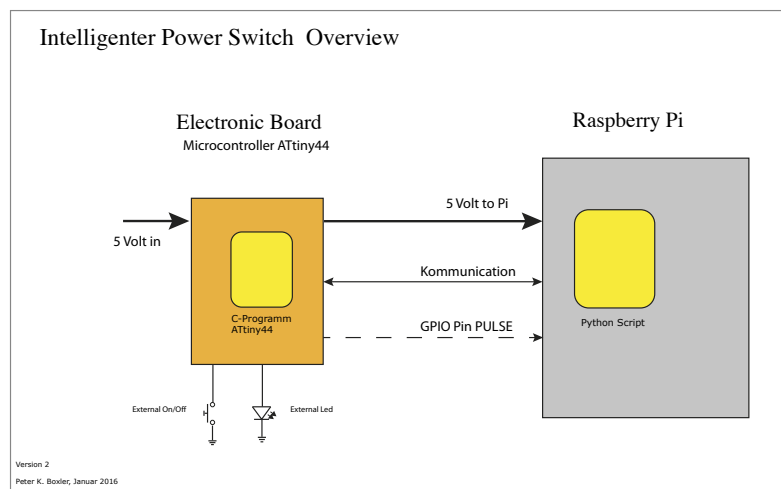 Intelligenter Power Switch Overview
Electronic Board
Microcontroller ATtiny44
Raspberry Pi
5 Volt in
5 Volt to Pi
Kommunication
GPIO Pin PULSE
C-Programm
ATtiny44
Python Script
External On/Off
External Led
Version 2
Peter K. Boxler, Januar 2016